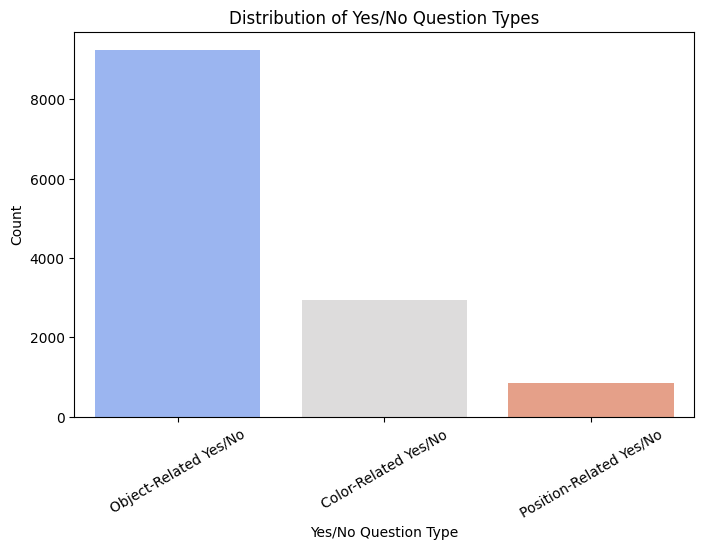 Distribution of Yes/No Question Types
Count
8000
6000
4000
2000
0
Object-Related Yes/No
Color-Related Yes/No
Position-Related Yes/No
Yes/No Question Type